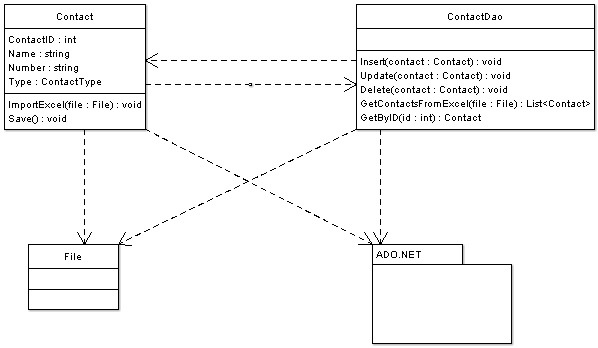 Contact
ContactID : int
Name : string
Number : string
Type : ContactType
ImportExcel(file : File) : void
Save() : void
ContactDao
Insert(contact : Contact) : void
Update(contact : Contact) : void
Delete(contact : Contact) : void
GetContactsFromExcel(file : File) : List<Contact>
GetByID(id : int) : Contact
a
File
ADO.NET